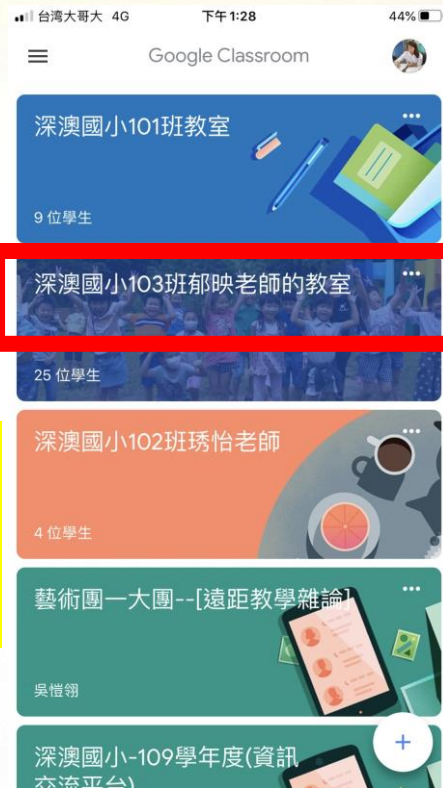 台湾大哥大 4G 下午1:28 44%
Google Classroom
深澳國小101班教室
9 位學生
深澳國小103班郁映老師的教室
25 位學生
深澳國小102班琇怡老師
4 位學生
藝術團一大團--[遠距教學雜論]
吳愷翎
深澳國小-109學年度(資訊
交流平台)